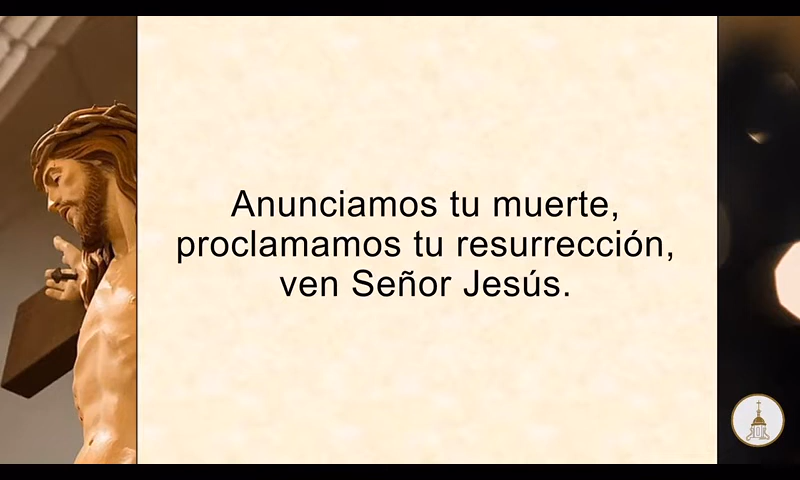 Anunciamos tu muerte,
proclamamos tu resurrección,
ven Señor Jesús.